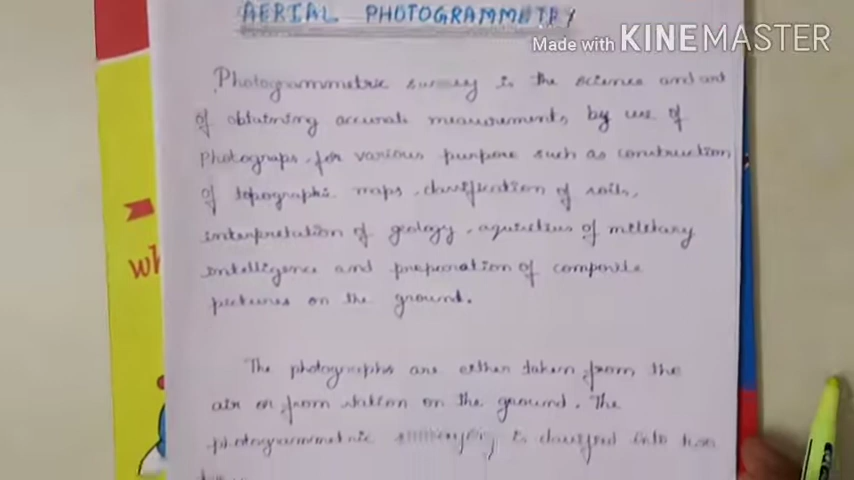 AERIAL PHOTOGRAMMETRY
Made with KINEMASTER
Photogrammetric survey is the science and art
of obtaining accurate measurements by use of
photograps for various purpose such as construction
of topographic maps, classification of soils,
interpretation of geology, of military
intelligence and preparation of composite
pictures on the ground.
The photographs are either taken from the
air or from station on the ground. The
photogrammetric is classified into two
wh